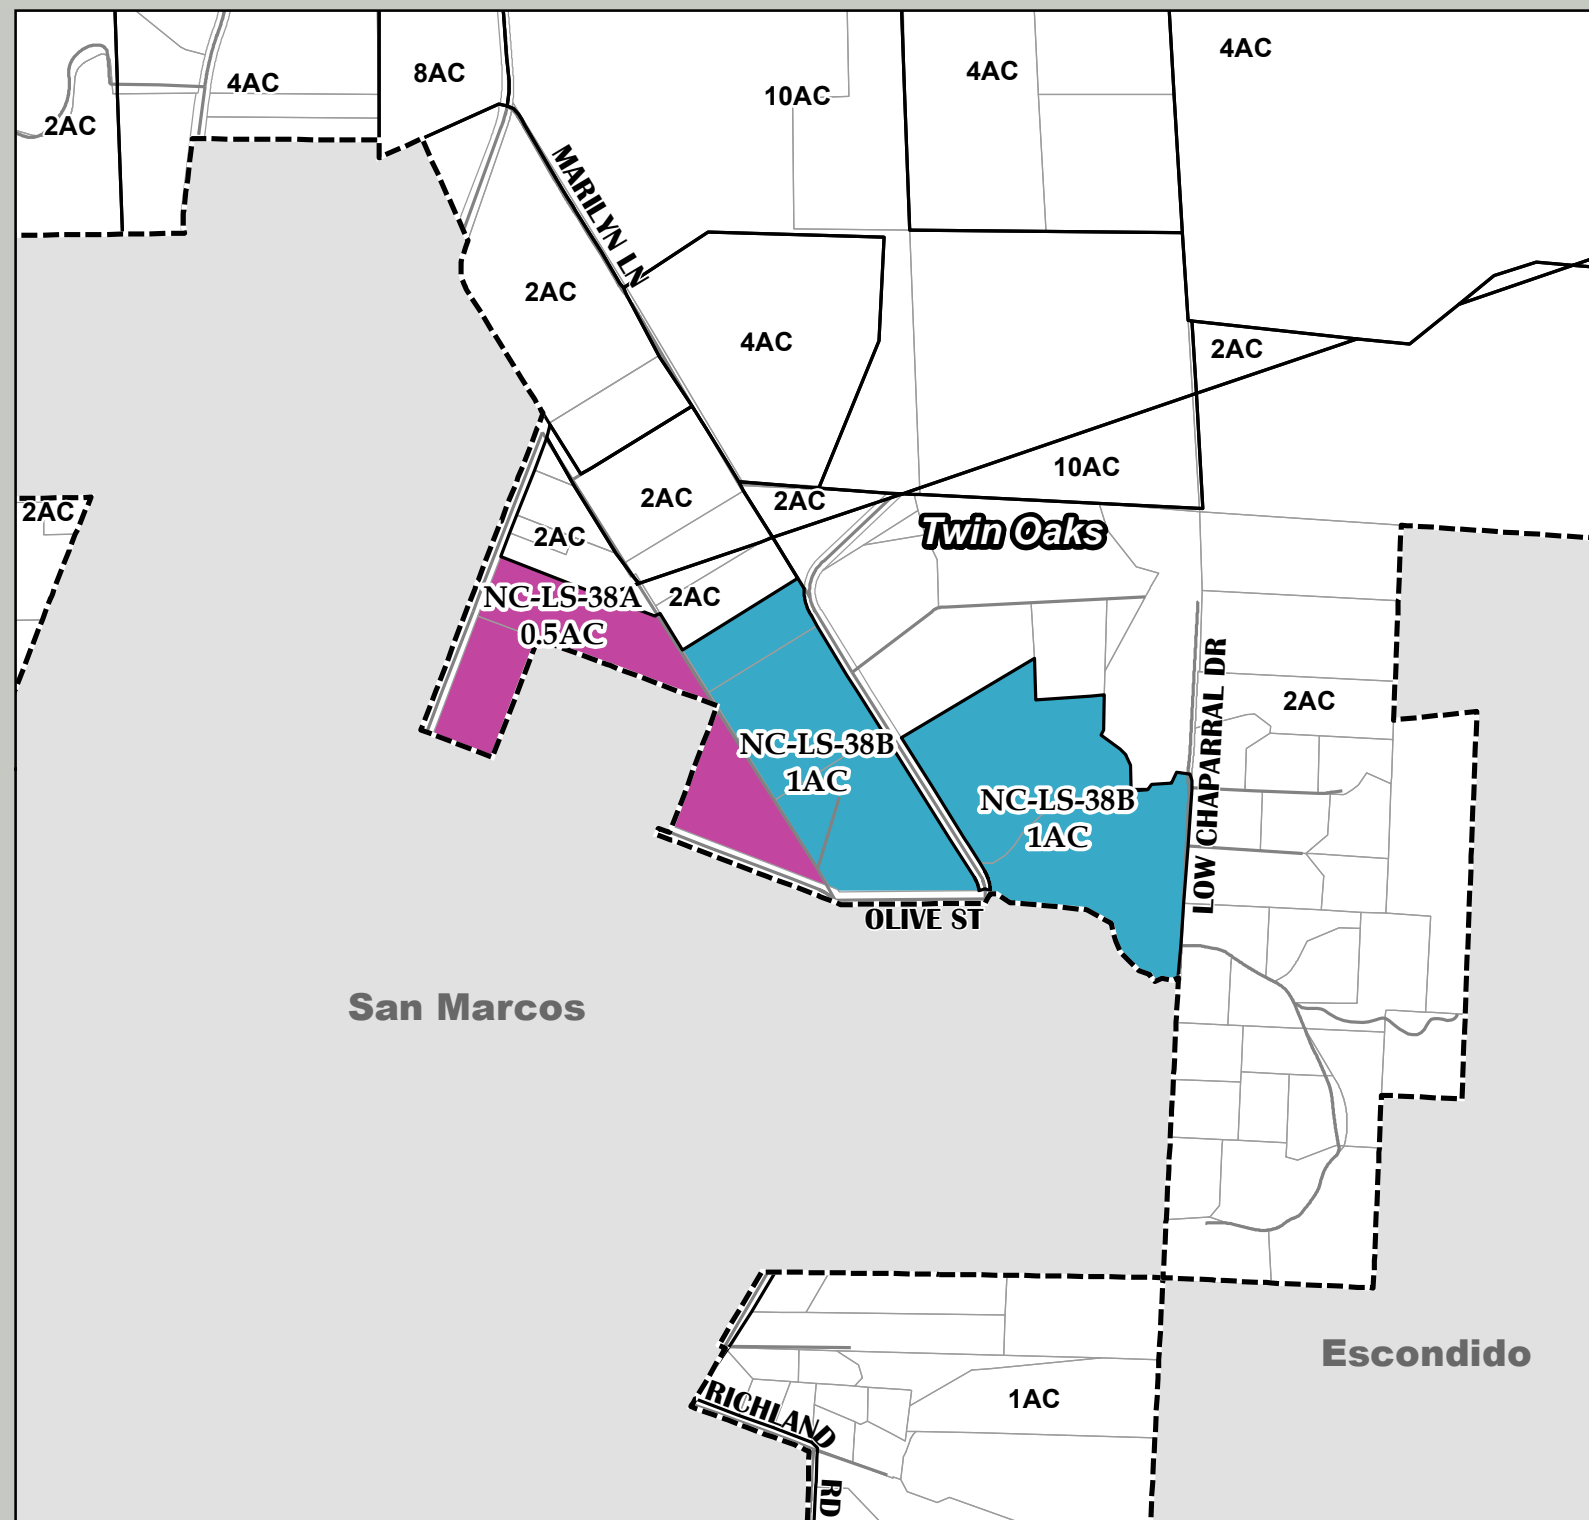 4AC
4AC
8AC
4AC
10AC
2AC
MARILYN LN
2AC
4AC
2AC
10AC
2AC
2AC
2AC
2AC
Twin Oaks
2AC
NC-LS-38A
0.5AC
2AC
LOW CHAPARRAL DR
2AC
NC-LS-38B
1AC
NC-LS-38B
1AC
OLIVE ST
San Marcos
Escondido
1AC
RICHLAND
RD